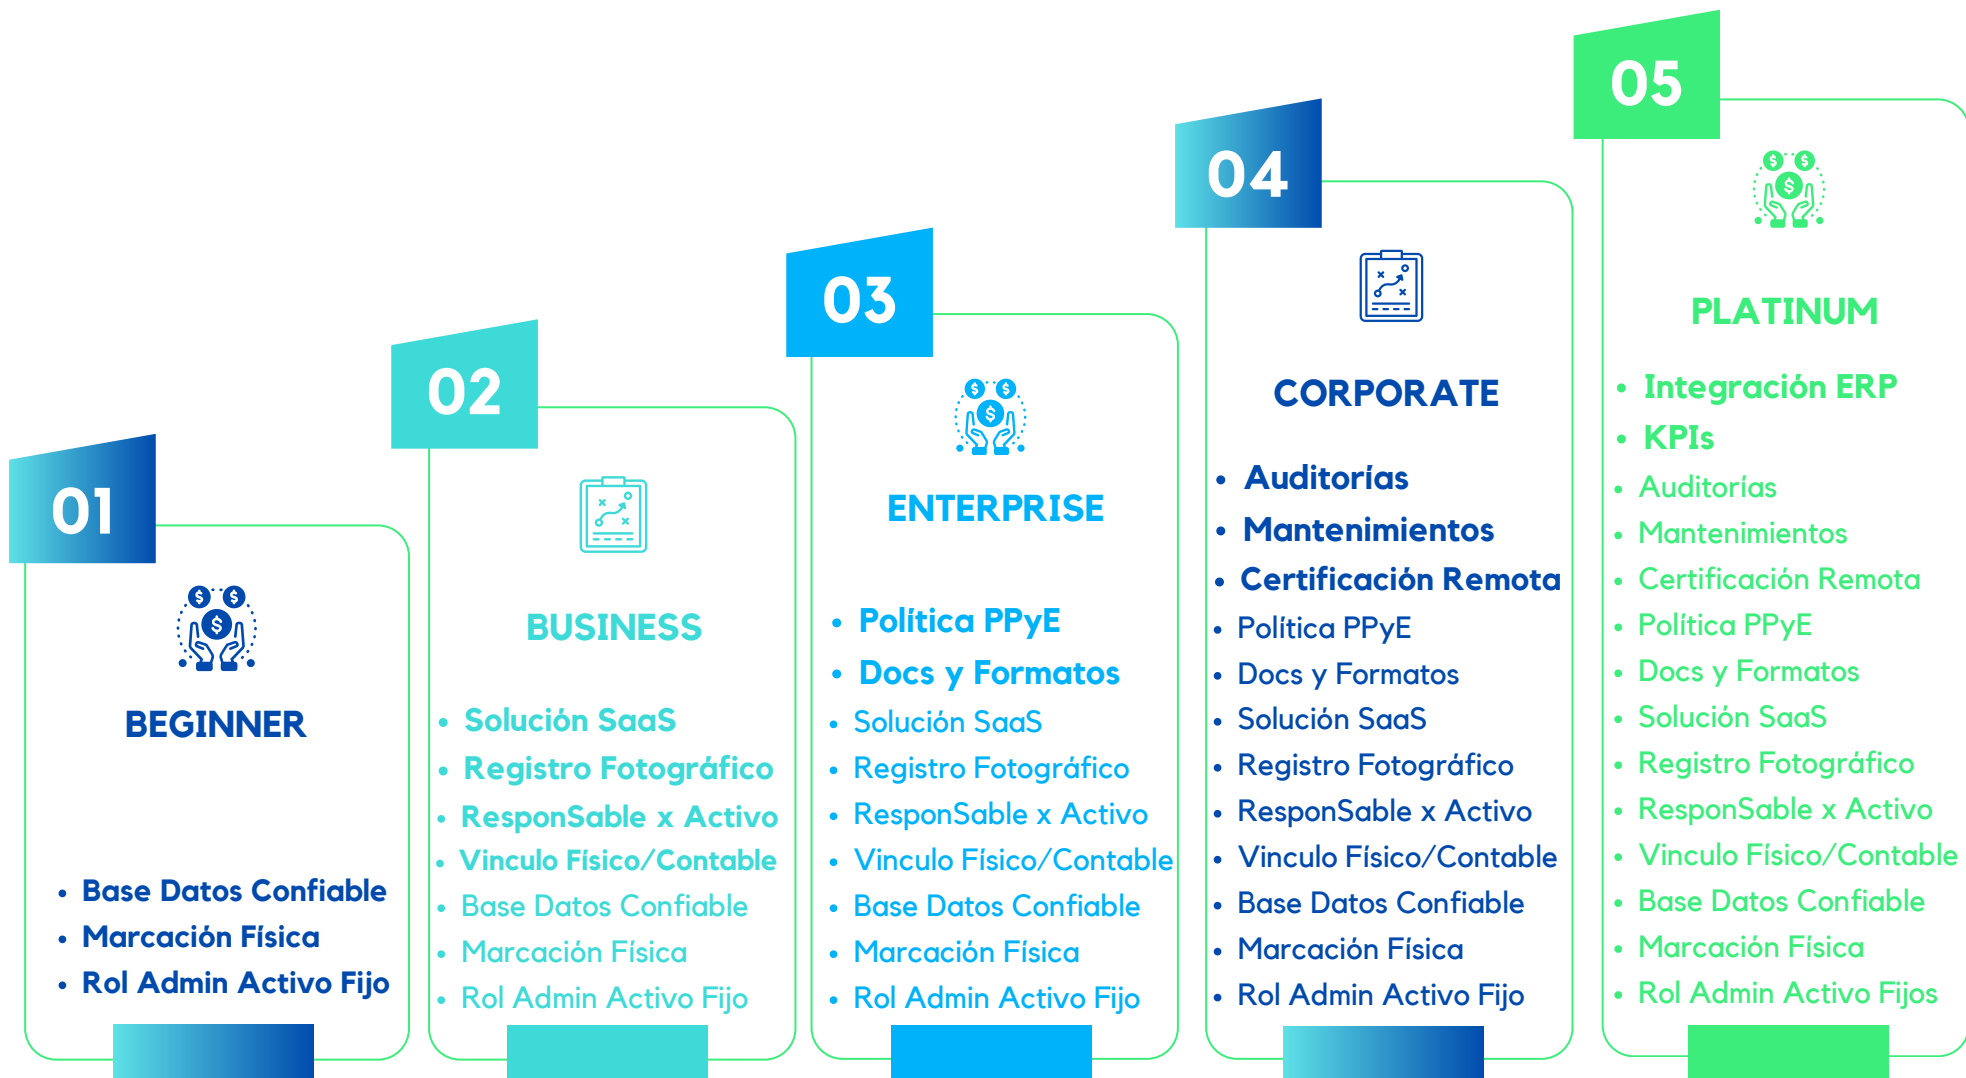 01
BEGINNER
Base Datos Confiable
Marcación Física
Rol Admin Activo Fijo
02
BUSINESS
Solución SaaS
Registro Fotográfico
ResponSable x Activo
Vinculo Físico/Contable
Base Datos Confiable
Marcación Física
Rol Admin Activo Fijo
03
ENTERPRISE
Política PPyE
Docs y Formatos
Solución SaaS
Registro Fotográfico
ResponSable x Activo
Vinculo Físico/Contable
Base Datos Confiable
Marcación Física
Rol Admin Activo Fijo
04
CORPORATE
Auditorías
Mantenimientos
Certificación Remota
Política PPyE
Docs y Formatos
Solución SaaS
Registro Fotográfico
ResponSable x Activo
Vinculo Físico/Contable
Base Datos Confiable
Marcación Física
Rol Admin Activo Fijo
05
PLATINUM
Integración ERP
KPIs
Auditorías
Mantenimientos
Certificación Remota
Política PPyE
Docs y Formatos
Solución SaaS
Registro Fotográfico
ResponSable x Activo
Vinculo Físico/Contable
Base Datos Confiable
Marcación Física
Rol Admin Activo Fijos